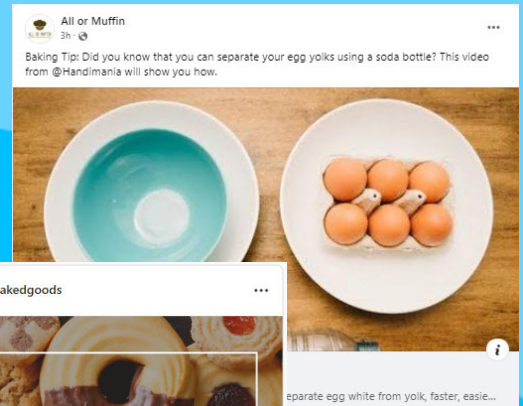 All or Muffin
3h ·
Baking Tip: Did you know that you can separate your egg yolks using a soda bottle? This video
from @Handimania will show you how.
akedgoods
eparate egg white from yolk, faster, easie...